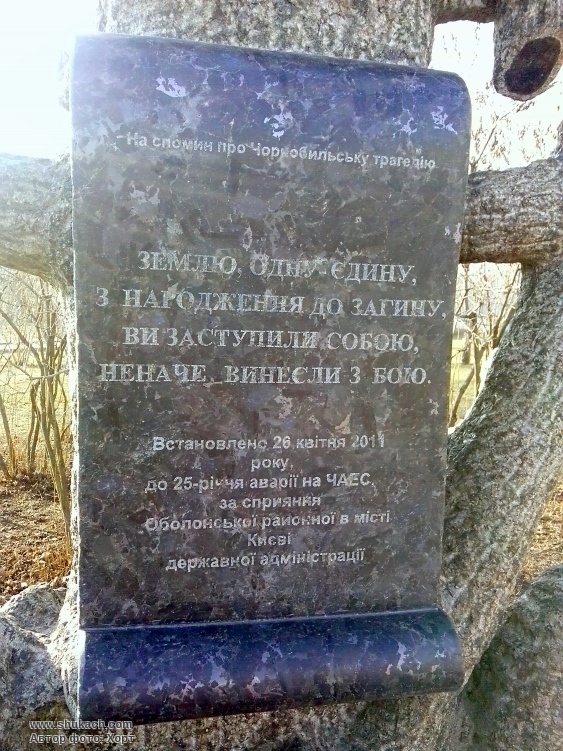 На спомин про Чорнобильську трагедію
ЗЕМЛЮ, ОДНУ-ЄДИНУ,
З НАРОДЖЕННЯ ДО ЗАГИНУ,
ВИ ЗАСТУПИЛИ СОБОЮ,
НЕНАЧЕ ВИНЕСЛИ З БОЮ.
Встановлено 26 квітня 2011
року,
до 25-річчя аварії на ЧАЕС,
за сприяння
Оболонської районної в місті
Києві
державної адміністрації
www.shukach.com
Автор фото: Хорт